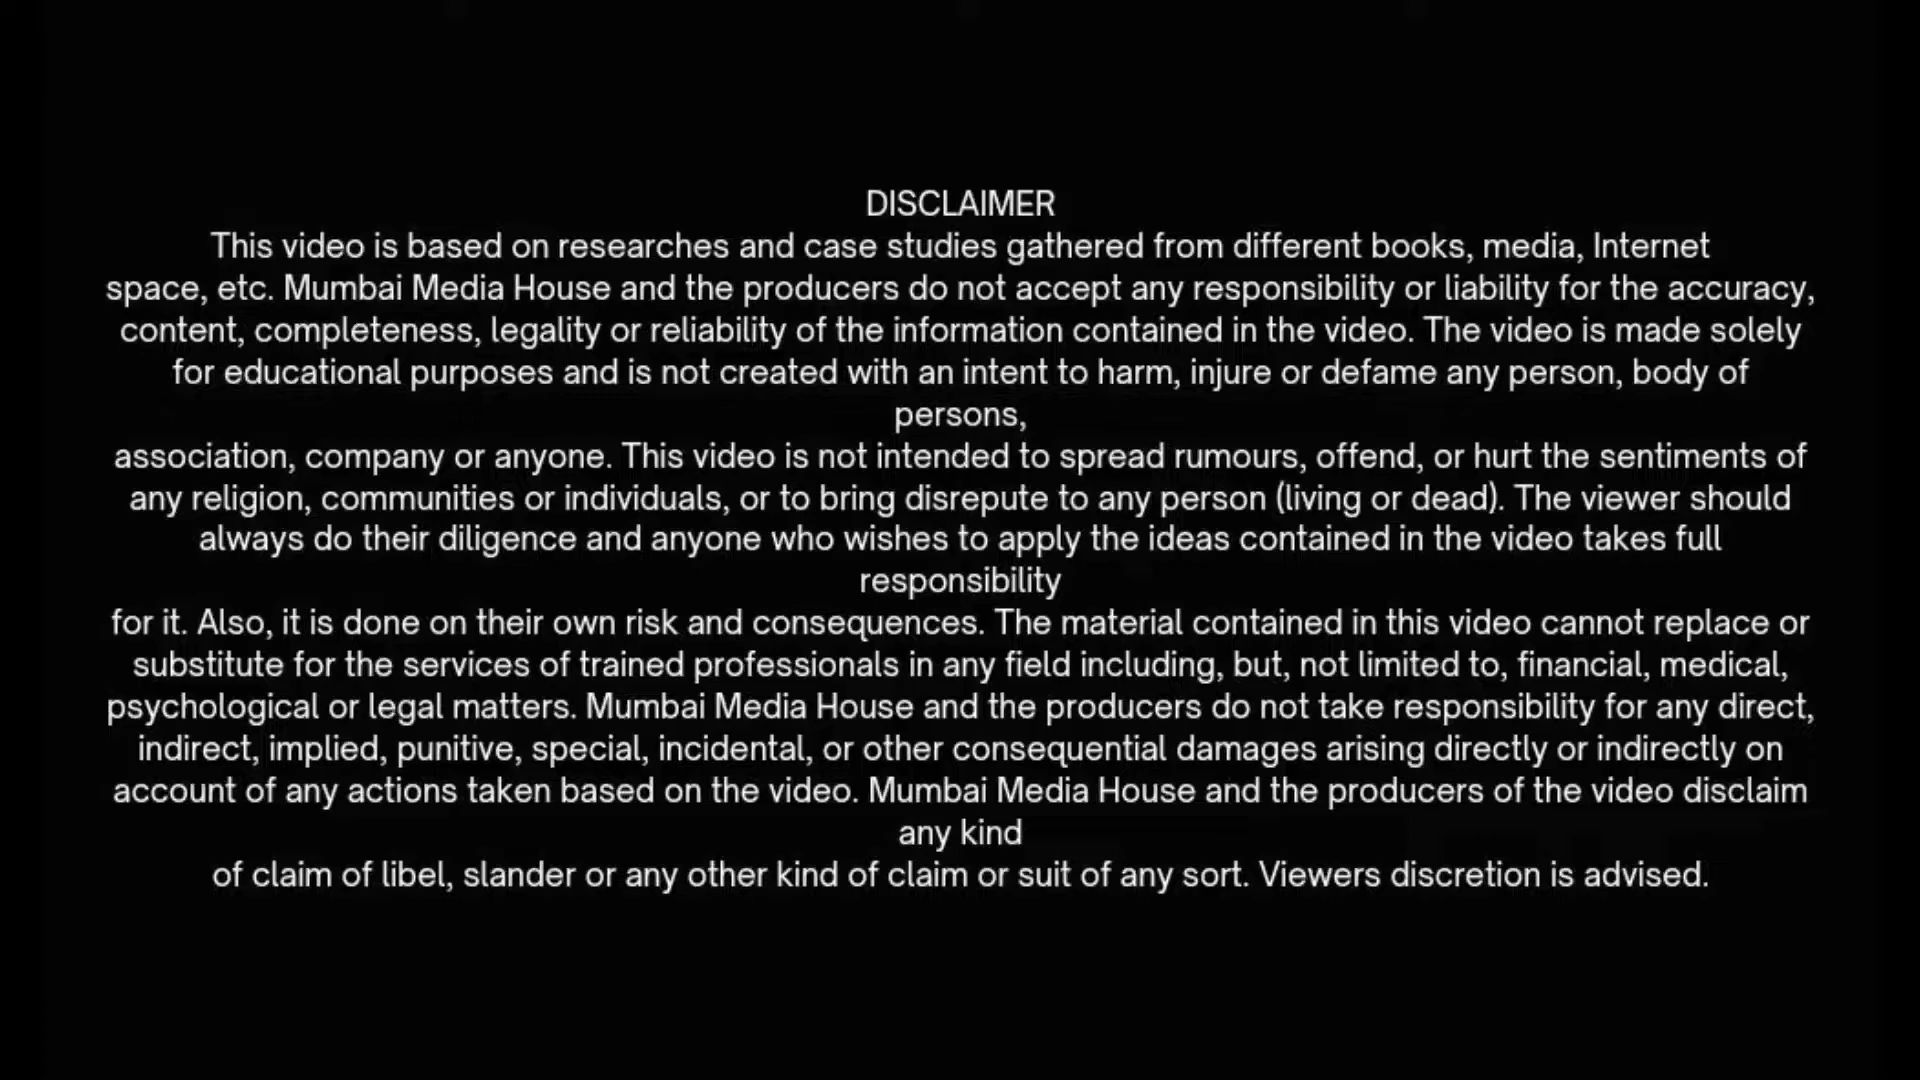 DISCLAIMER
This video is based on researches and case studies gathered from different books, media, Internet
space, etc. Mumbai Media House and the producers do not accept any responsibility or liability for the accuracy,
content, completeness, legality or reliability of the information contained in the video. The video is made solely
for educational purposes and is not created with an intent to harm, injure or defame any person, body of
persons,
association, company or anyone. This video is not intended to spread rumours, offend, or hurt the sentiments of
any religion, communities or individuals, or to bring disrepute to any person (living or dead). The viewer should
always do their diligence and anyone who wishes to apply the ideas contained in the video takes full
responsibility
for it. Also, it is done on their own risk and consequences. The material contained in this video cannot replace or
substitute for the services of trained professionals in any field including, but, not limited to, financial, medical,
psychological or legal matters. Mumbai Media House and the producers do not take responsibility for any direct,
indirect, implied, punitive, special, incidental, or other consequential damages arising directly or indirectly on
account of any actions taken based on the video. Mumbai Media House and the producers of the video disclaim
any kind
of claim of libel, slander or any other kind of claim or suit of any sort. Viewers discretion is advised.